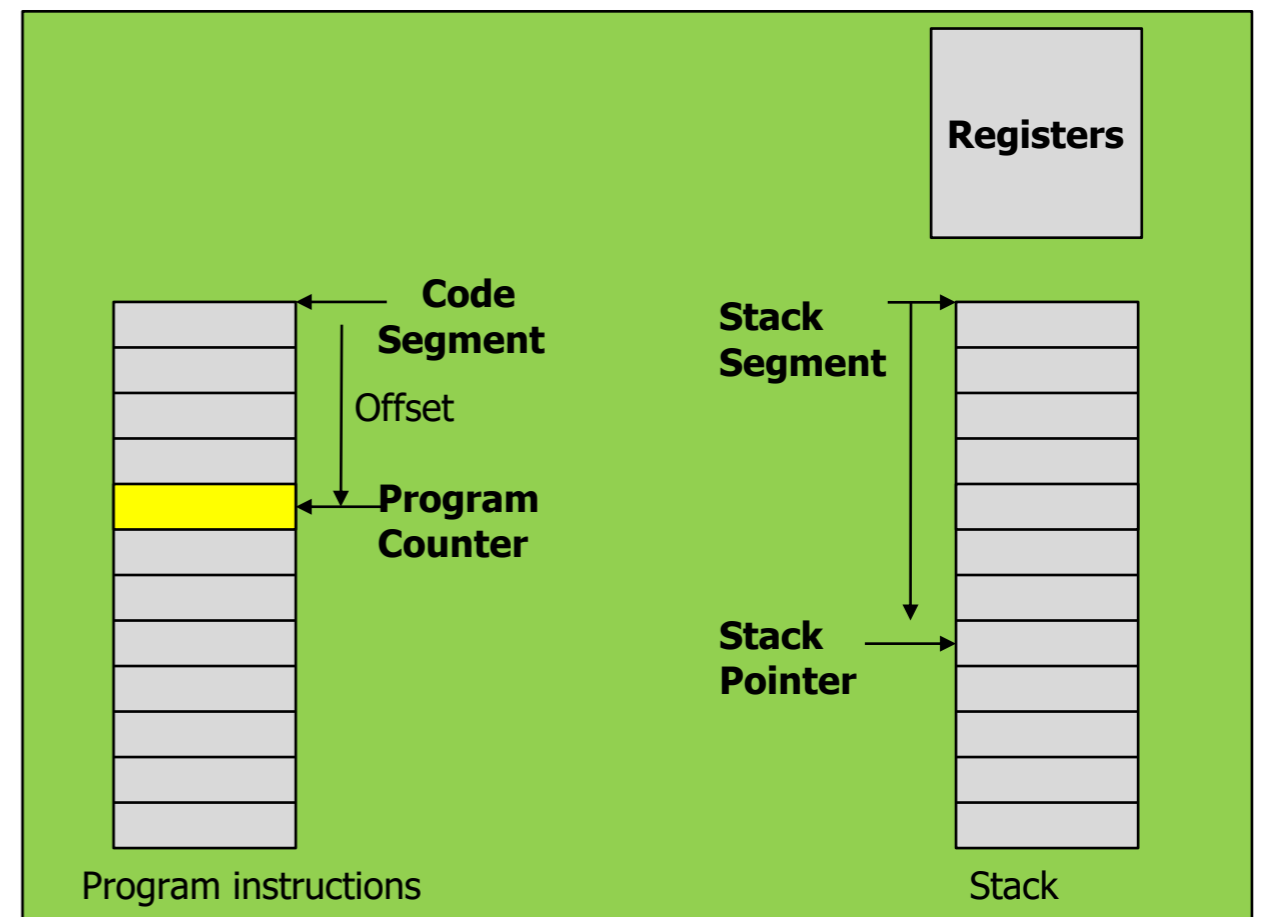 Registers
Code
Segment
Offset
Program
Counter
Stack
Segment
Stack
Pointer
Program instructions
Stack